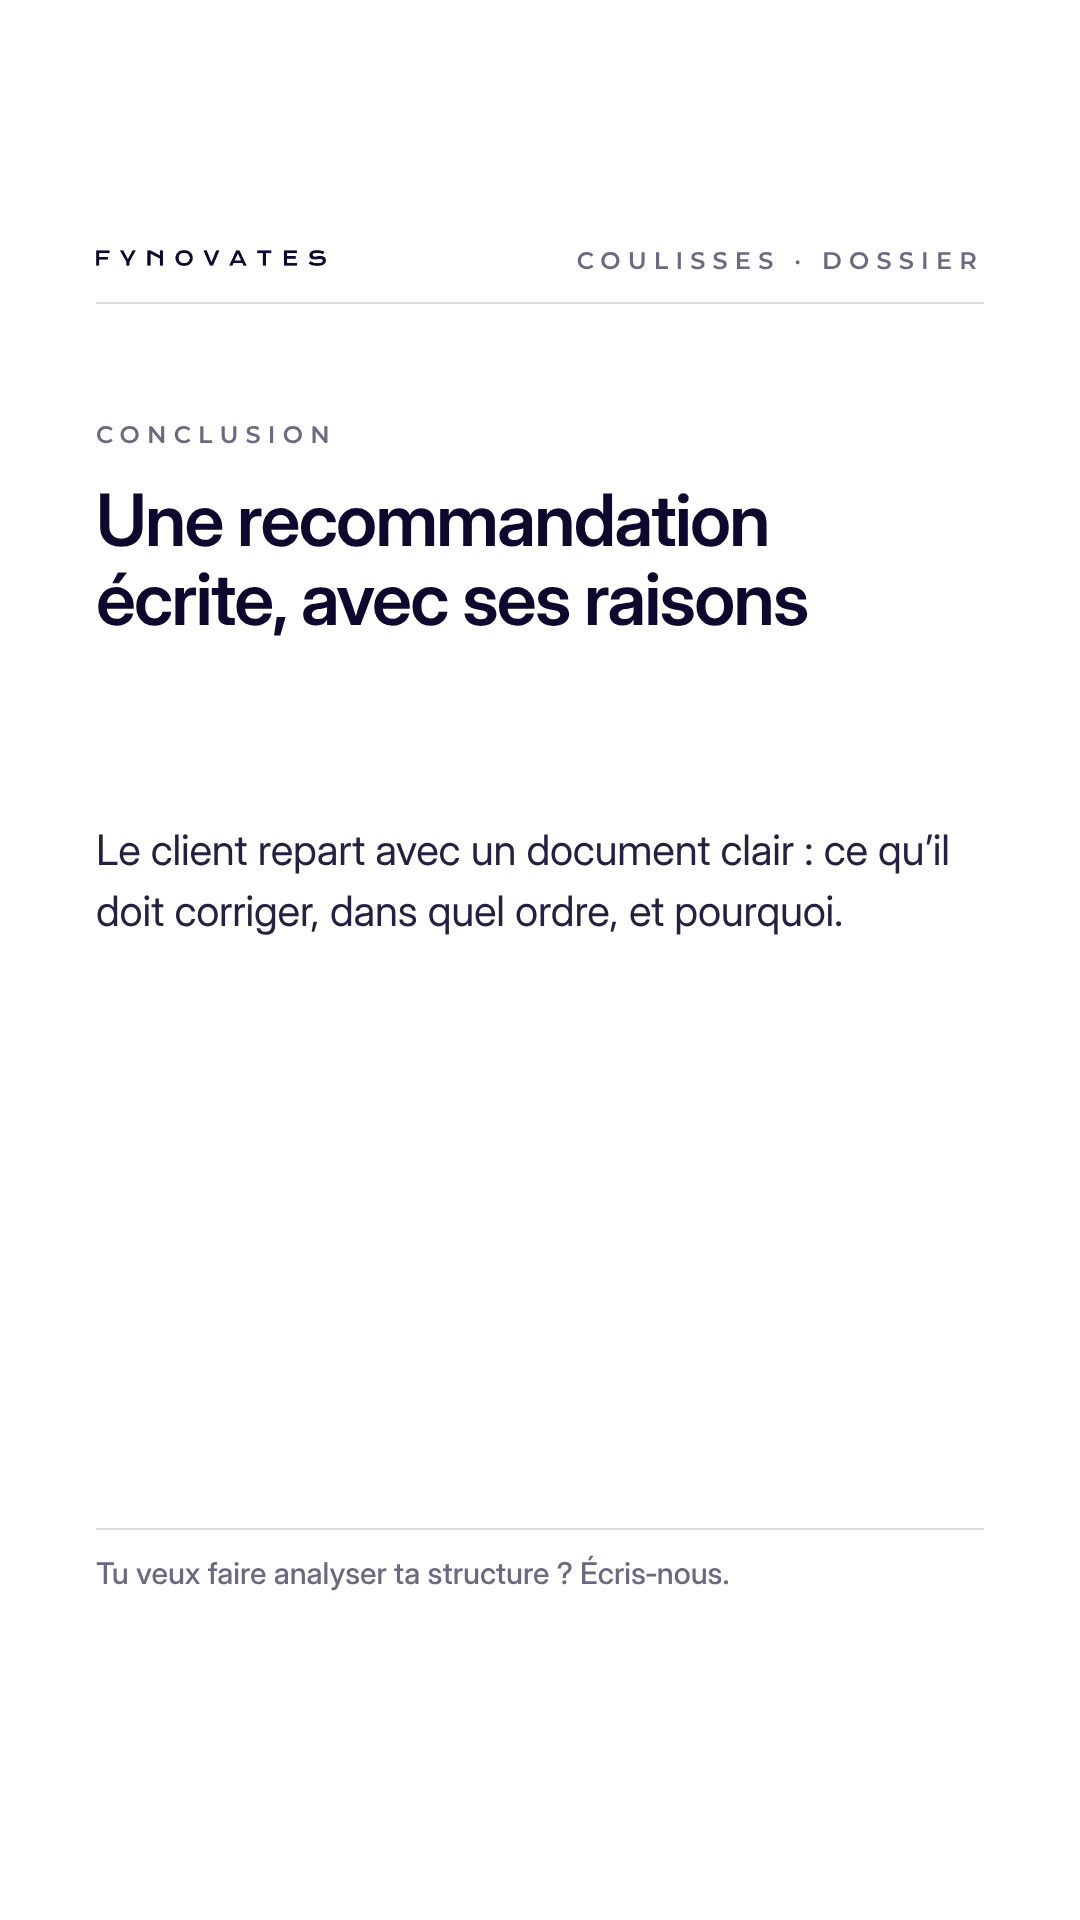 FYNOVATES
COULISSES · DOSSIER
CONCLUSION
Une recommandation
écrite, avec ses raisons
Le client repart avec un document clair : ce qu’il
doit corriger, dans quel ordre, et pourquoi.
Tu veux faire analyser ta structure ? Écris-nous.